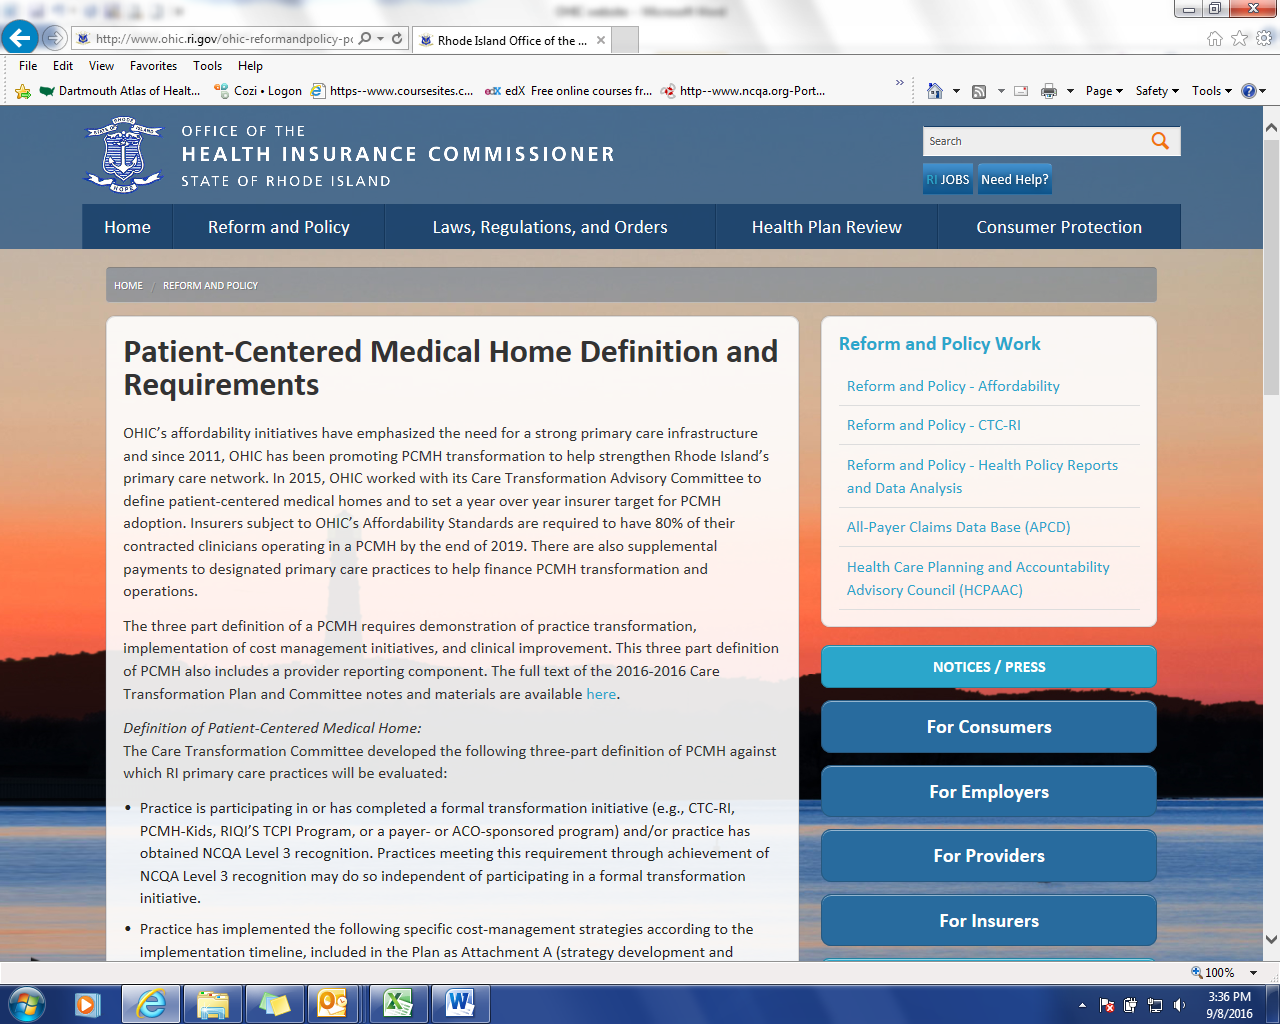 OHIC website - Microsoft Word
http://www.ohic.ri.gov/ohic-reformandpolicy-pc
Rhode Island Office of the ...
File Edit View Favorites Tools Help
Dartmouth Atlas of Healt... Cozi • Logon https--www.coursesites.c... edX Free online courses fr... http--www.ncqa.org-Port... » Page Safety Tools
OFFICE OF THE
HEALTH INSURANCE COMMISSIONER
STATE OF RHODE ISLAND
HOPE
Search
RI JOBS Need Help?
Home Reform and Policy Laws, Regulations, and Orders Health Plan Review Consumer Protection
HOME / REFORM AND POLICY
Patient-Centered Medical Home Definition and
Requirements
OHIC’s affordability initiatives have emphasized the need for a strong primary care infrastructure
and since 2011, OHIC has been promoting PCMH transformation to help strengthen Rhode Island’s
primary care network. In 2015, OHIC worked with its Care Transformation Advisory Committee to
define patient-centered medical homes and to set a year over year insurer target for PCMH
adoption. Insurers subject to OHIC’s Affordability Standards are required to have 80% of their
contracted clinicians operating in a PCMH by the end of 2019. There are also supplemental
payments to designated primary care practices to help finance PCMH transformation and
operations.
The three part definition of a PCMH requires demonstration of practice transformation,
implementation of cost management initiatives, and clinical improvement. This three part definition
of PCMH also includes a provider reporting component. The full text of the 2016-2016 Care
Transformation Plan and Committee notes and materials are available here.
Definition of Patient-Centered Medical Home:
The Care Transformation Committee developed the following three-part definition of PCMH against
which RI primary care practices will be evaluated:
• Practice is participating in or has completed a formal transformation initiative (e.g., CTC-RI,
PCMH-Kids, RIQI’S TCPI Program, or a payer- or ACO-sponsored program) and/or practice has
obtained NCQA Level 3 recognition. Practices meeting this requirement through achievement of
NCQA Level 3 recognition may do so independent of participating in a formal transformation
initiative.
• Practice has implemented the following specific cost-management strategies according to the
implementation timeline, included in the Plan as Attachment A (strategy development and
Reform and Policy Work
Reform and Policy - Affordability
Reform and Policy - CTC-RI
Reform and Policy - Health Policy Reports
and Data Analysis
All-Payer Claims Data Base (APCD)
Health Care Planning and Accountability
Advisory Council (HCPAAC)
NOTICES / PRESS
For Consumers
For Employers
For Providers
For Insurers
100%
3:36 PM
9/8/2016